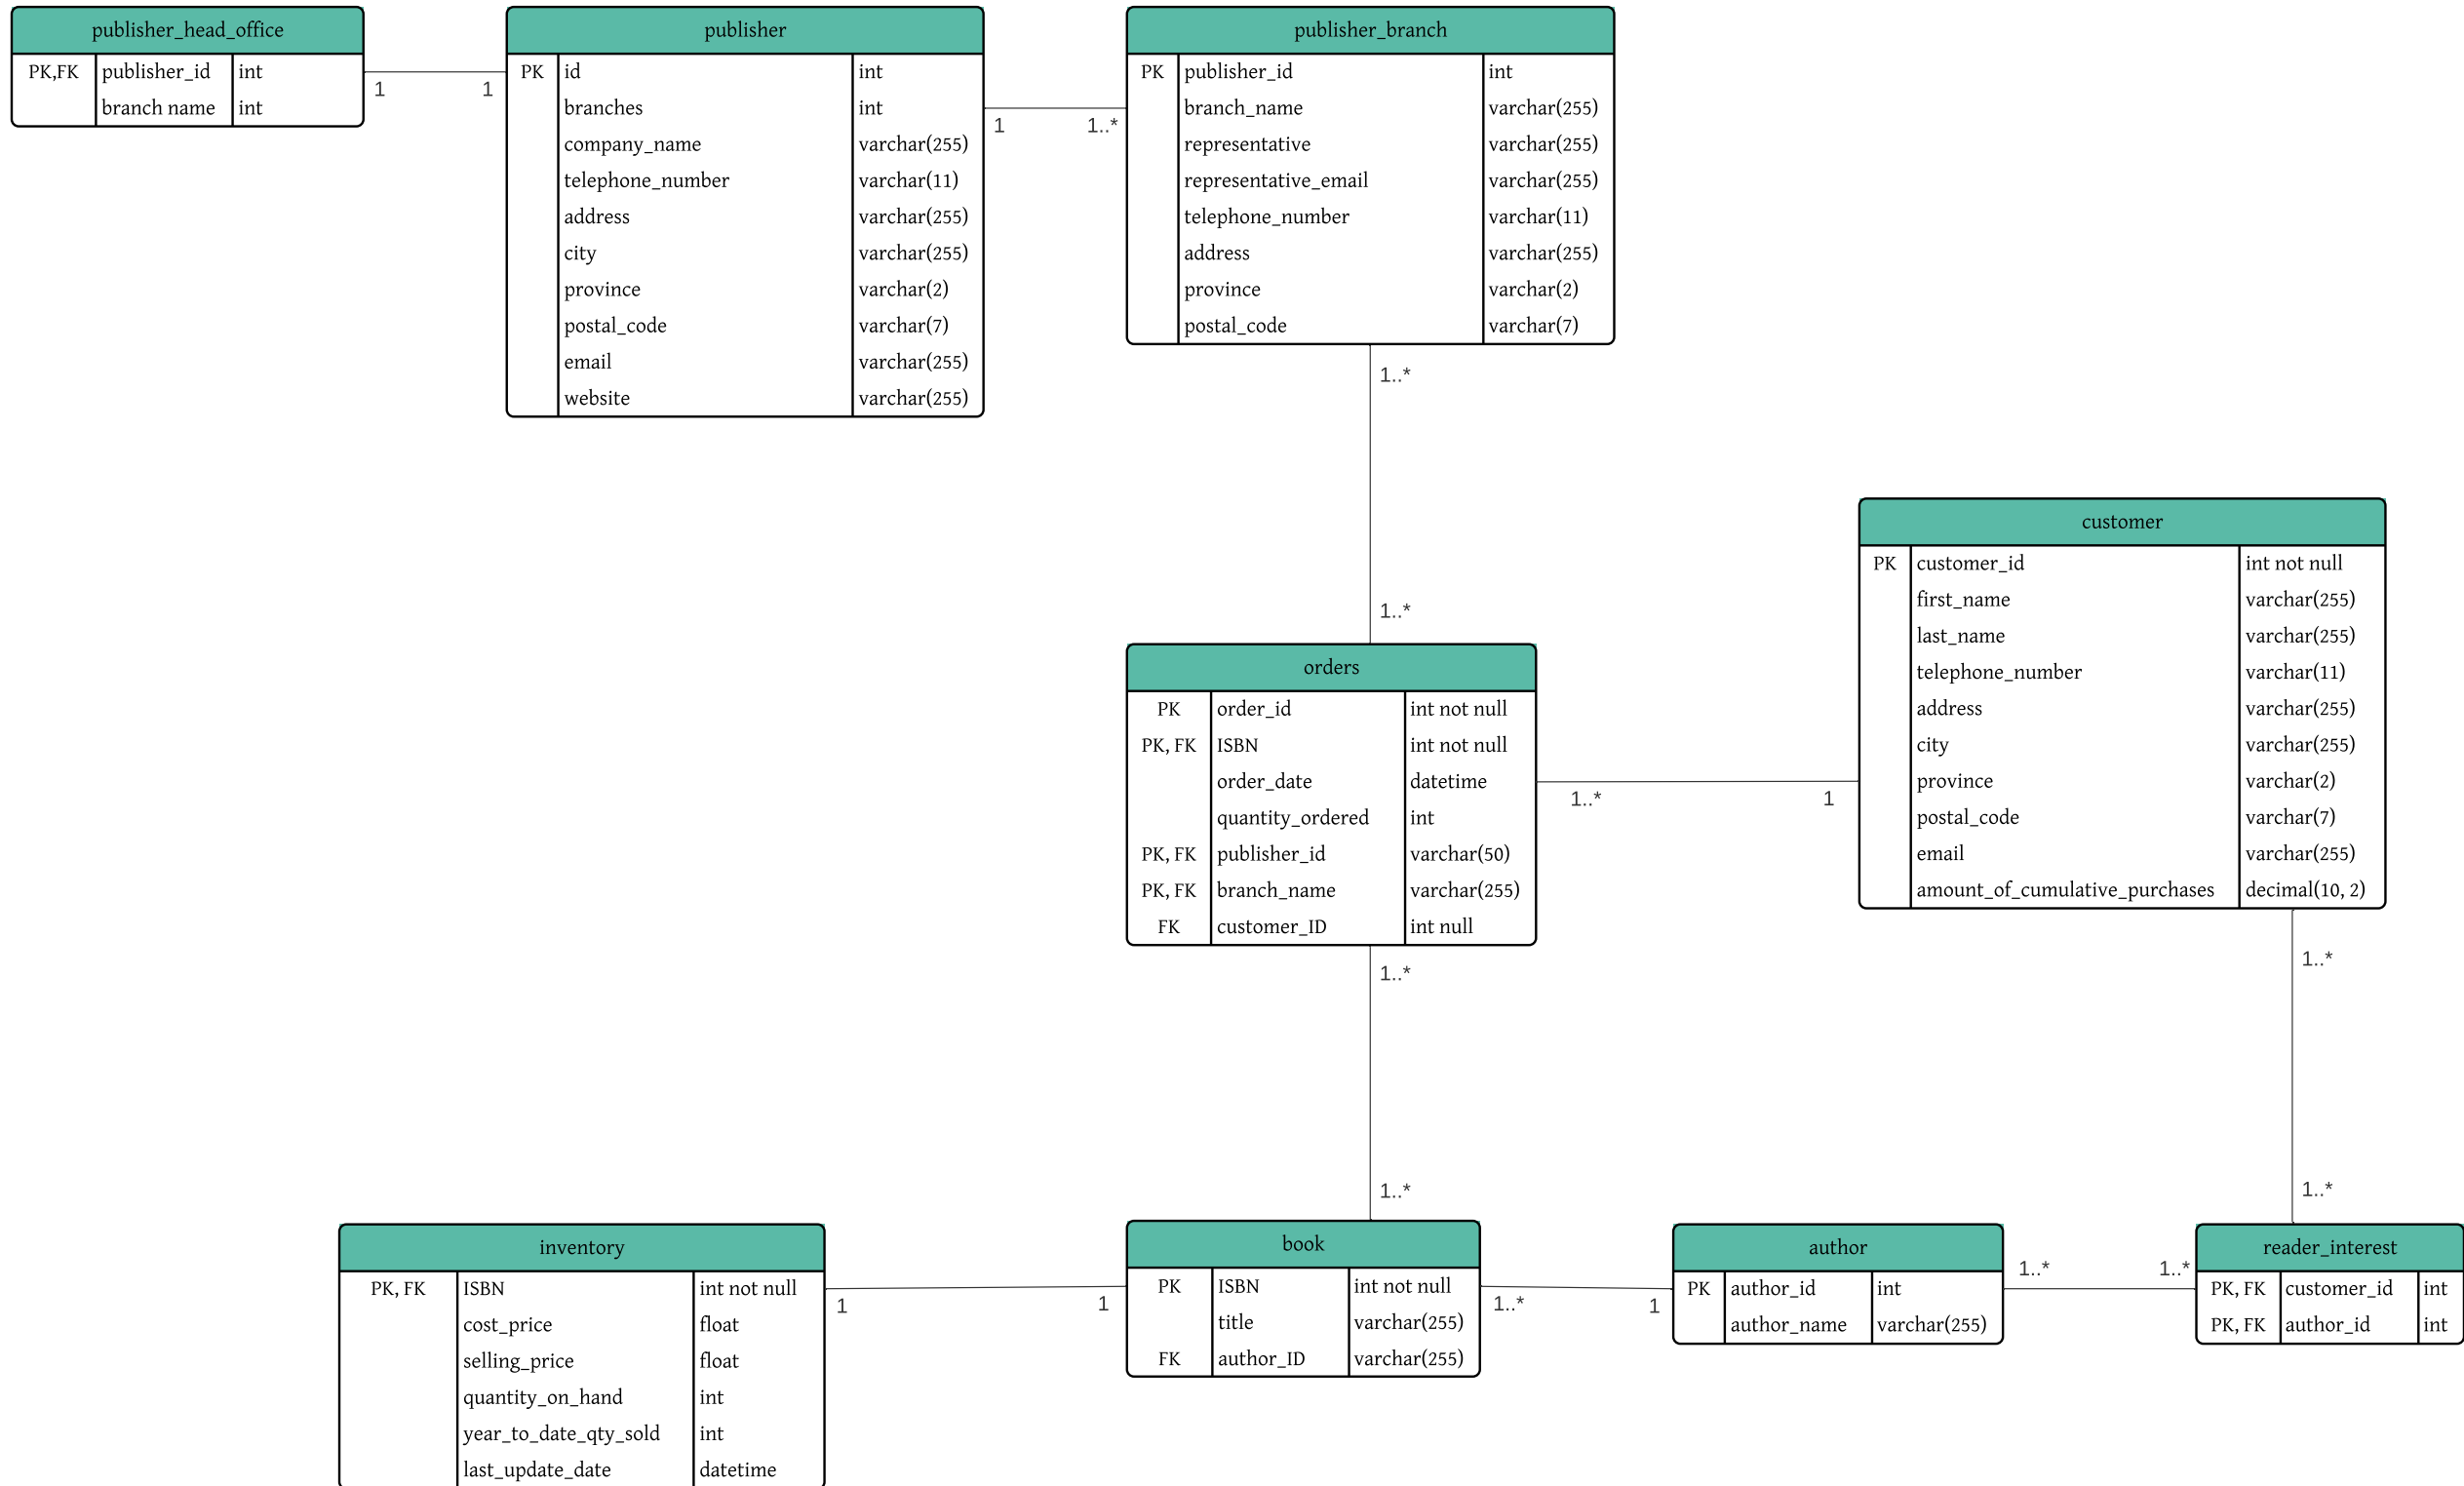 publisher_head_office
PK,FK publisher_id int
branch name int
1 1
publisher
PK id int
branches int
company_name varchar(255)
telephone_number varchar(11)
address varchar(255)
city varchar(255)
province varchar(2)
postal_code varchar(7)
email varchar(255)
website varchar(255)
1 1..*
publisher_branch
PK publisher_id int
branch_name varchar(255)
representative varchar(255)
representative_email varchar(255)
telephone_number varchar(11)
address varchar(255)
province varchar(2)
postal_code varchar(7)
1..*
1..*
orders
PK order_id int not null
PK, FK ISBN int not null
order_date datetime
quantity_ordered int
PK, FK publisher_id varchar(50)
PK, FK branch_name varchar(255)
FK customer_ID int null
1..* 1
customer
PK customer_id int not null
first_name varchar(255)
last_name varchar(255)
telephone_number varchar(11)
address varchar(255)
city varchar(255)
province varchar(2)
postal_code varchar(7)
email varchar(255)
amount_of_cumulative_purchases decimal(10, 2)
1..*
1..*
1..*
1..*
inventory
PK, FK ISBN int not null
cost_price float
selling_price float
quantity_on_hand int
year_to_date_qty_sold int
last_update_date datetime
1 1
book
PK ISBN int not null
title varchar(255)
FK author_ID varchar(255)
1..* 1
author
PK author_id int
author_name varchar(255)
1..* 1..*
reader_interest
PK, FK customer_id int
PK, FK author_id int